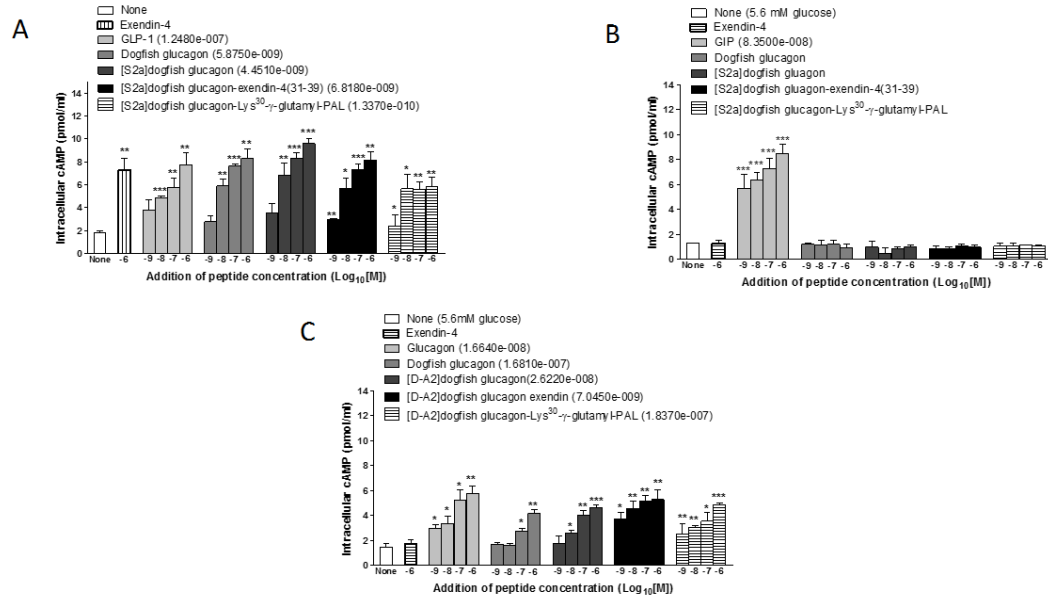 A
None
Exendin-4
GLP-1 (1.2480e-007)
Dogfish glucagon (5.8750e-009)
[S2a]dogfish glucagon (4.4510e-009)
[S2a]dogfish glucagon-exendin-4(31-39) (6.8180e-009)
[S2a]dogfish glucagon-Lys30-γ-glutamyl-PAL (1.3370e-010)
Intracellular cAMP (pmol/ml)
14
12
10
8
6
4
2
0
** *** ** ** ** *** ** ** *** *** ** * *** ** * * ** **
None -6 -9 -8 -7 -6 -9 -8 -7 -6 -9 -8 -7 -6 -9 -8 -7 -6 -9 -8 -7 -6
Addition of peptide concentration (Log10[M])
B
None (5.6 mM glucose)
Exendin-4
GIP (8.3500e-008)
Dogfish glucagon
[S2a]dogfish gluagon
[S2a]dogfish gluagon-exendin-4(31-39)
[S2a]dogfish glucagon-Lys30-γ-glutamyl-PAL
Intracellular cAMP (pmol/ml)
14
12
10
8
6
4
2
0
*** *** *** ***
None -6 -9 -8 -7 -6 -9 -8 -7 -6 -9 -8 -7 -6 -9 -8 -7 -6 -9 -8 -7 -6
Addition of peptide concentration (Log10[M])
C
None (5.6mM glucose)
Exendin-4
Glucagon (1.6640e-008)
Dogfish glucagon (1.6810e-007)
[D-A2]dogfish glucagon(2.6220e-008)
[D-A2]dogfish glucagon exendin (7.0450e-009)
[D-A2]dogfish glucagon-Lys30-γ-glutamyl-PAL (1.8370e-007)
Intracellular cAMP (pmol/ml)
14
12
10
8
6
4
2
0
* * * ** * ** * ** *** * ** ** ** ** ** * ***
None -6 -9 -8 -7 -6 -9 -8 -7 -6 -9 -8 -7 -6 -9 -8 -7 -6 -9 -8 -7 -6
Addition of peptide concentration (Log10[M])